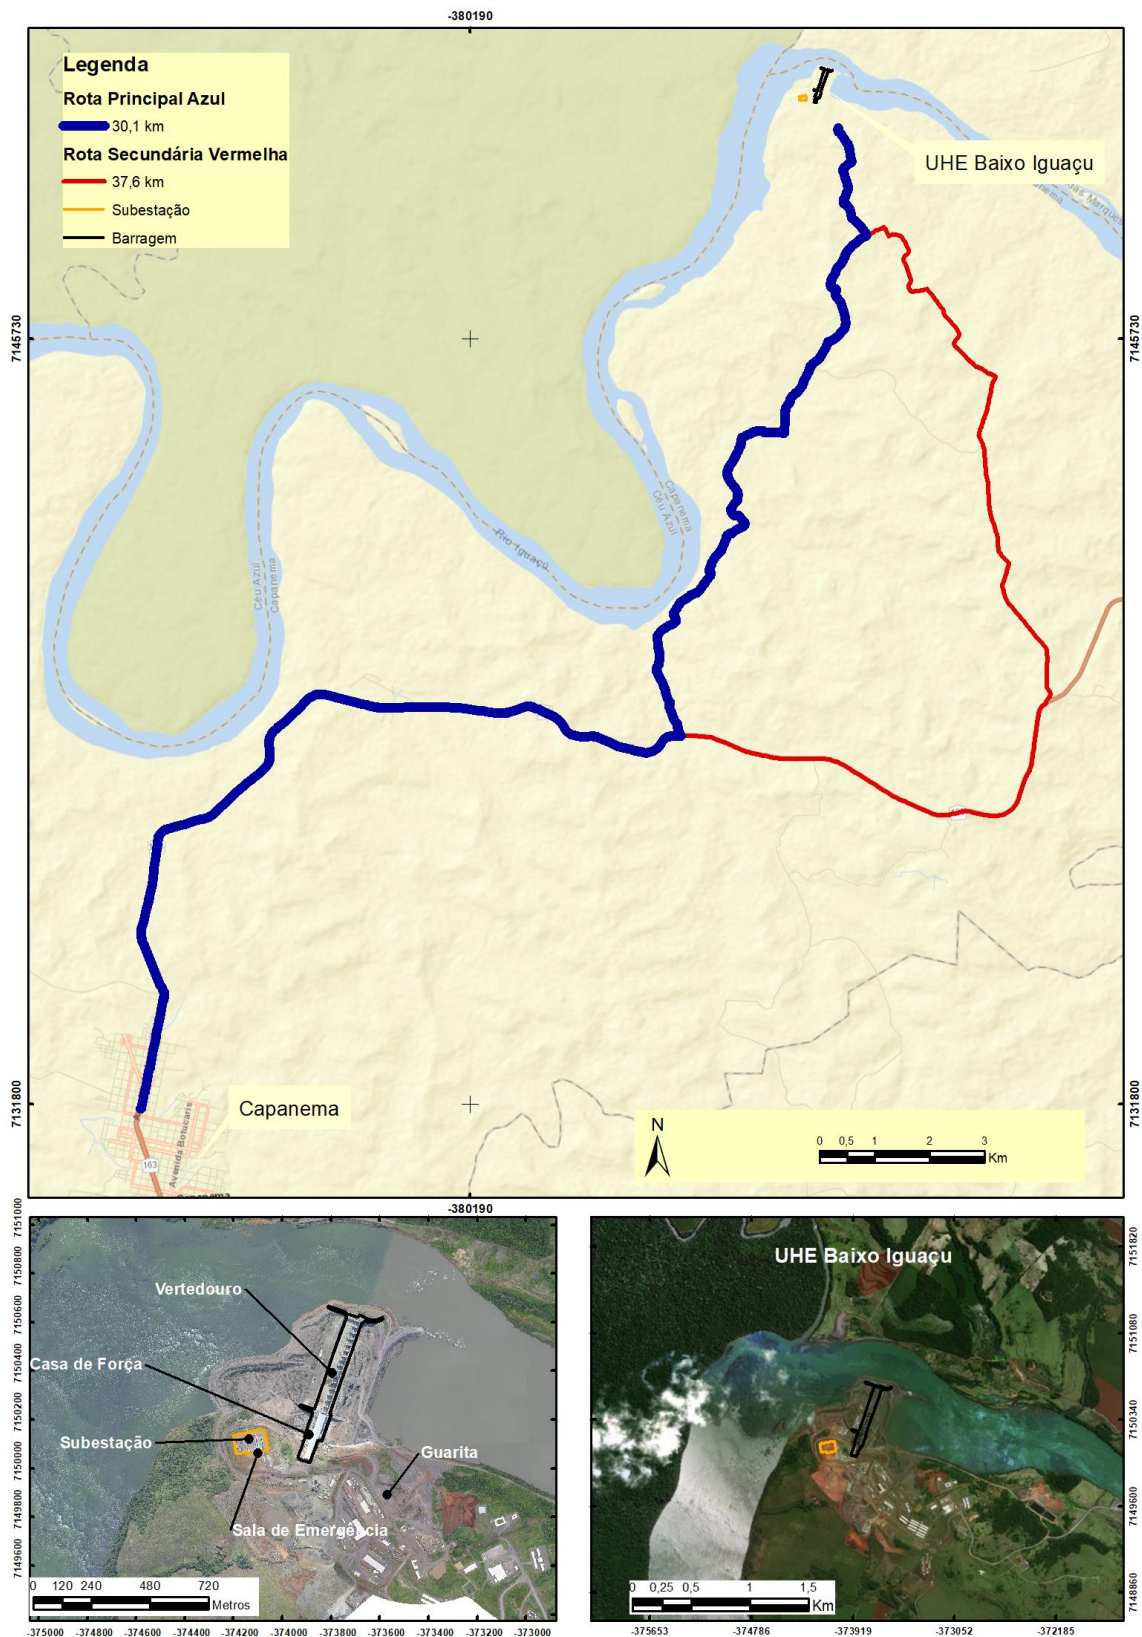 -380190
Legenda
Rota Principal Azul
30,1 km
Rota Secundária Vermelha
37,6 km
Subestação
Barragem
UHE Baixo Iguaçu
7145730
7145730
Capanema
Céu Azul
Rio Iguaçú
Céu Azul
Capanema
7131800
7131800
Capanema
Avenida Botucaris
163
N
0 0,5 1 2 3
Km
-380190
7151000
7150800
7150600
7150400
7150200
7150000
7149800
7149600
Vertedouro
Casa de Força
Subestação
Guarita
Sala de Emergência
0 120 240 480 720
Metros
-375000 -374800 -374600 -374400 -374200 -374000 -373800 -373600 -373400 -373200 -373000
UHE Baixo Iguaçu
7151820
7151080
7150340
7149600
7148860
0 0,25 0,5 1 1,5
Km
-375653 -374786 -373919 -373052 -372185